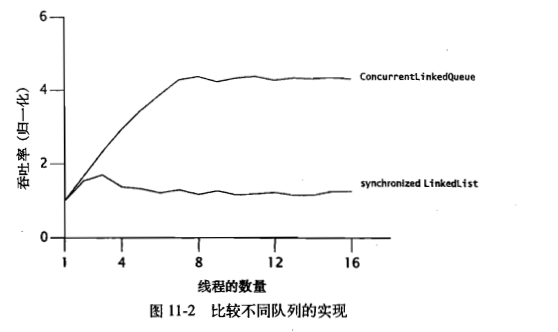 6
4
2
0
吞吐率（归一化）
ConcurrentLinkedQueue
synchronized LinkedList
1 4 8 12 16
线程的数量
图 11-2 比较不同队列的实现